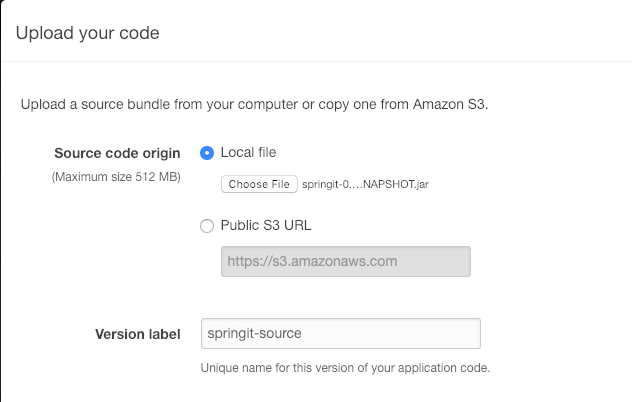 Upload your code
Upload a source bundle from your computer or copy one from Amazon S3.
Source code origin
(Maximum size 512 MB)
Local file
Choose File springit-0....NAPSHOT.jar
Public S3 URL
https://s3.amazonaws.com
Version label
springit-source
Unique name for this version of your application code.